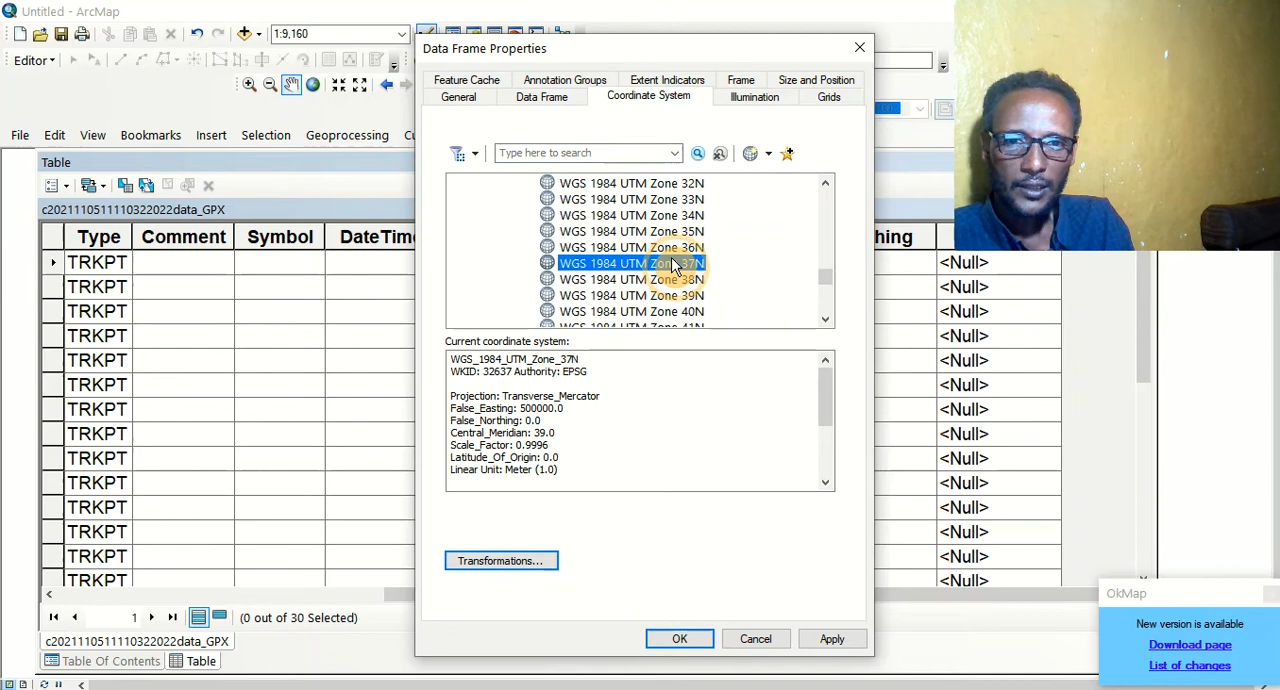 Untitled - ArcMap
1:9,160
Editor
File Edit View Bookmarks Insert Selection Geoprocessing
Table
c2021110511110322022data_GPX
Type Comment Symbol
TRKPT <Null>
TRKPT <Null>
TRKPT <Null>
TRKPT <Null>
TRKPT <Null>
TRKPT <Null>
TRKPT <Null>
TRKPT <Null>
TRKPT <Null>
TRKPT <Null>
TRKPT <Null>
TRKPT <Null>
TRKPT <Null>
TRKPT <Null>
1
(0 out of 30 Selected)
c2021110511110322022data_GPX
Table Of Contents Table
Data Frame Properties
Feature Cache Annotation Groups Extent Indicators Frame Size and Position
General Data Frame Coordinate System Illumination Grids
Type here to search
WGS 1984 UTM Zone 32N
WGS 1984 UTM Zone 33N
WGS 1984 UTM Zone 34N
WGS 1984 UTM Zone 35N
WGS 1984 UTM Zone 36N
WGS 1984 UTM Zone 37N
WGS 1984 UTM Zone 38N
WGS 1984 UTM Zone 39N
WGS 1984 UTM Zone 40N
WGS 1984 UTM Zone 41N
Current coordinate system:
WGS_1984_UTM_Zone_37N
WKID: 32637 Authority: EPSG
Projection: Transverse_Mercator
False_Easting: 500000.0
False_Northing: 0.0
Central_Meridian: 39.0
Scale_Factor: 0.9996
Latitude_Of_Origin: 0.0
Linear Unit: Meter (1.0)
Transformations...
OK Cancel Apply
OkMap
New version is available
Download page
List of changes